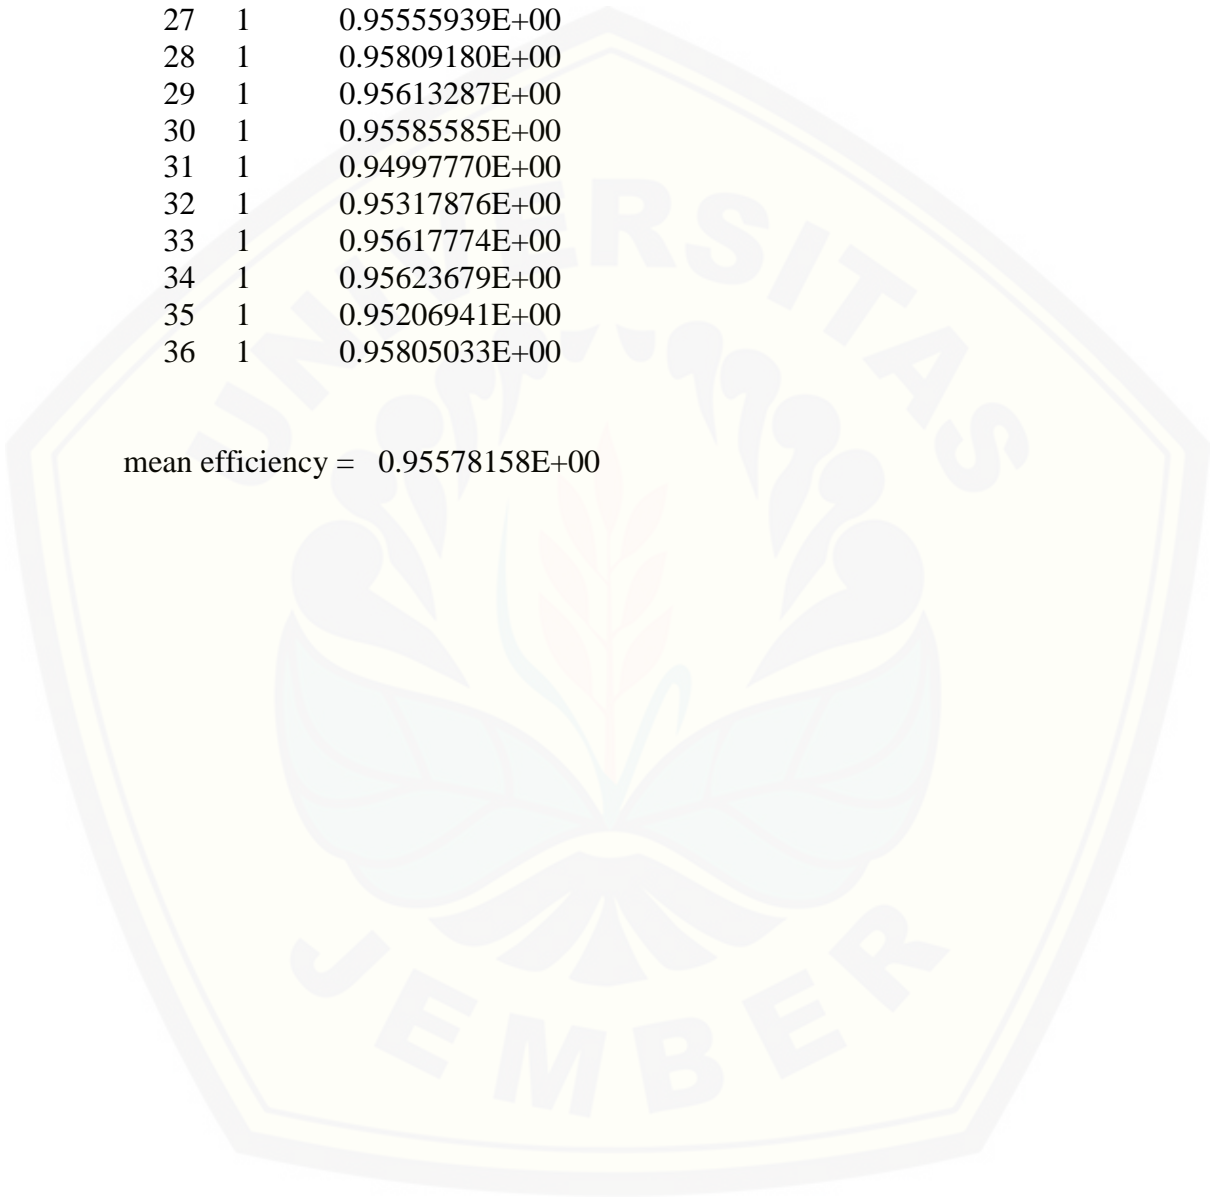 27 1 0.95555939E+00
28 1 0.95809180E+00
29 1 0.95613287E+00
30 1 0.95585585E+00
31 1 0.94997770E+00
32 1 0.95317876E+00
33 1 0.95617774E+00
34 1 0.95623679E+00
35 1 0.95206941E+00
36 1 0.95805033E+00
mean efficiency = 0.95578158E+00
UNIVERSITAS
JEMBER